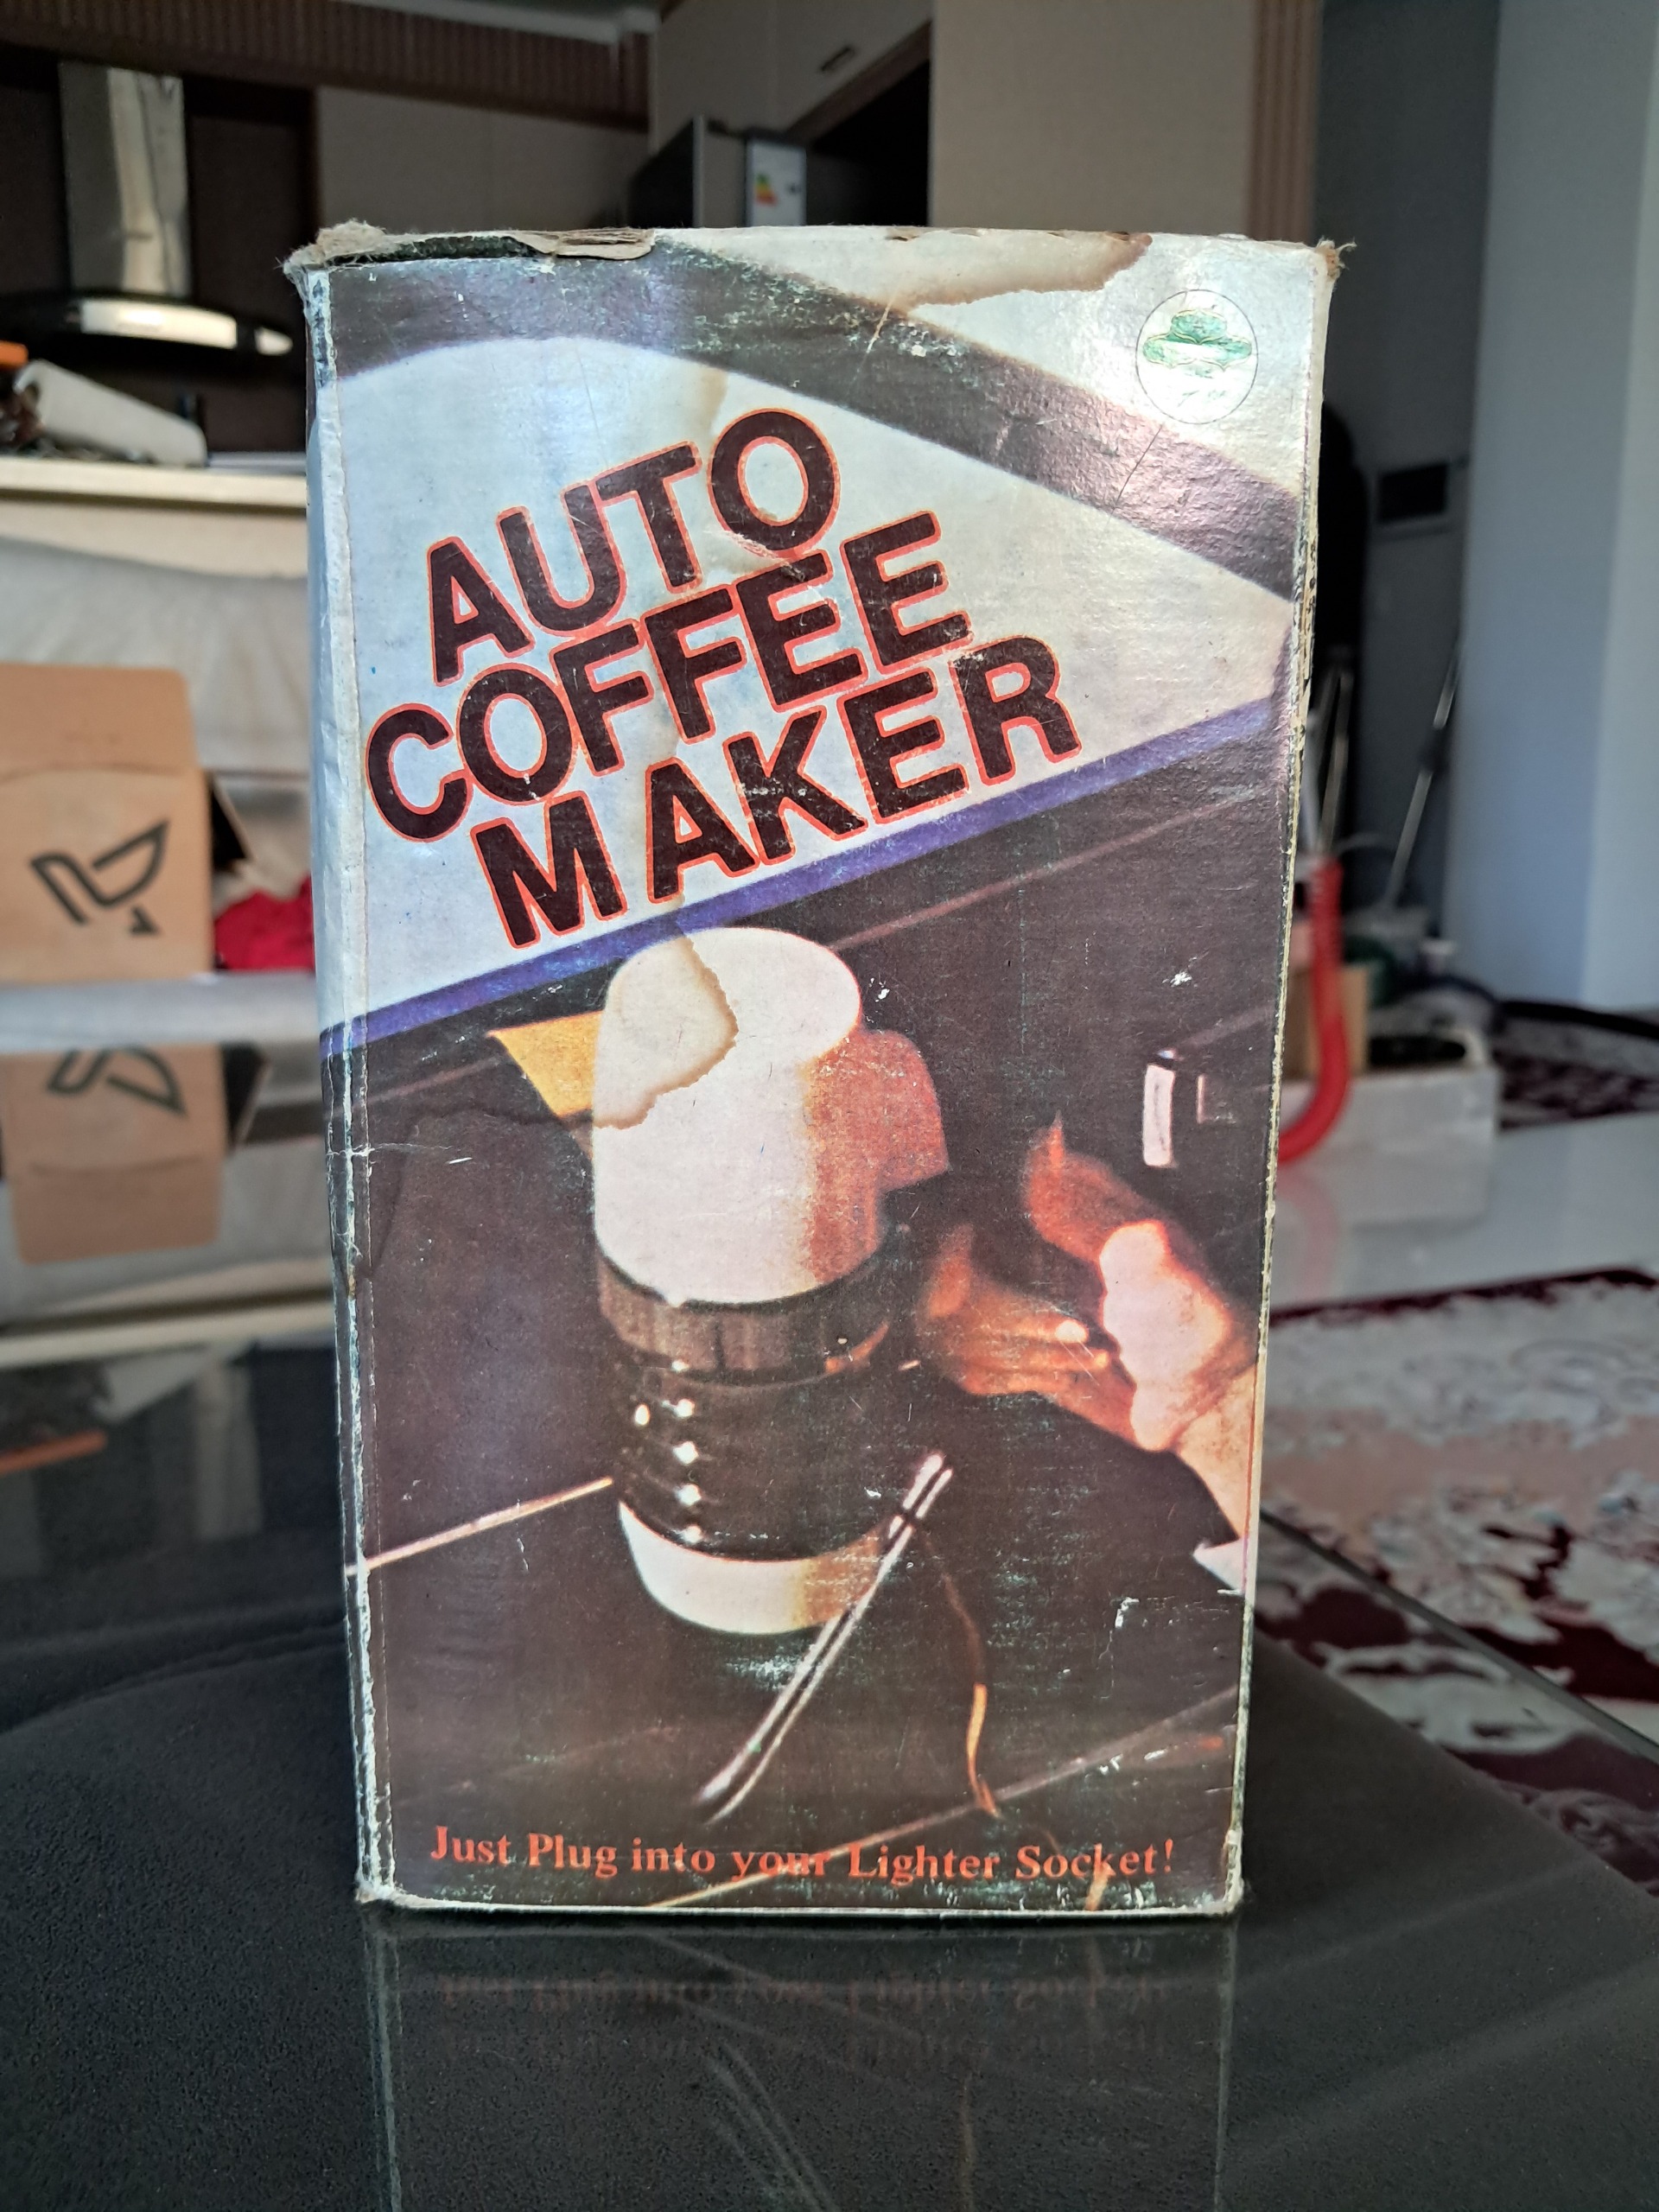 AUTO
COFFEE
MAKER
Just Plug into your Lighter Socket!